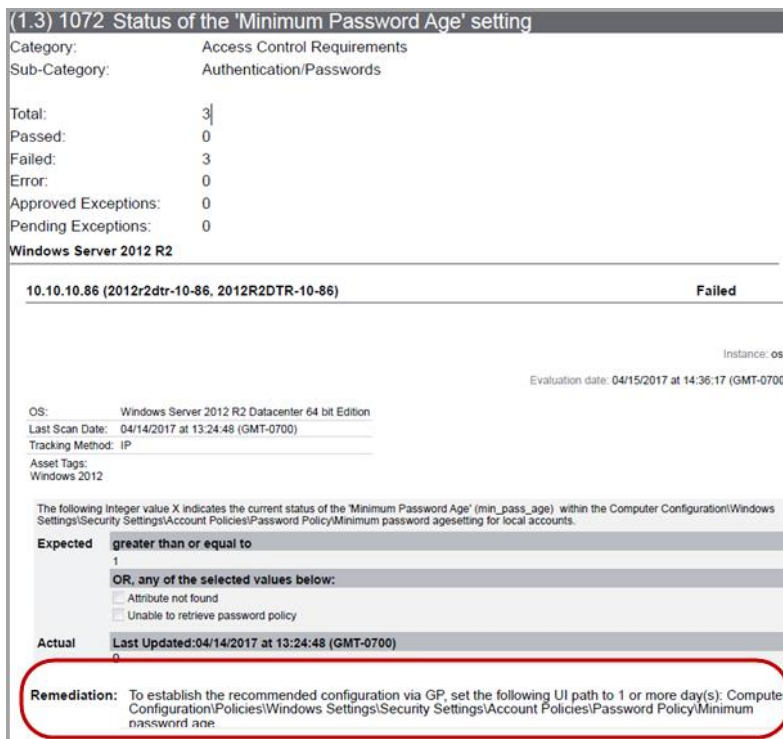 (1.3) 1072 Status of the 'Minimum Password Age' setting
Category: Access Control Requirements
Sub-Category: Authentication/Passwords
Total: 3
Passed: 0
Failed: 3
Error: 0
Approved Exceptions: 0
Pending Exceptions: 0
Windows Server 2012 R2
10.10.10.86 (2012r2dtr-10-86, 2012R2DTR-10-86) Failed
Instance: os
Evaluation date: 04/15/2017 at 14:36:17 (GMT-0700
OS: Windows Server 2012 R2 Datacenter 64 bit Edition
Last Scan Date: 04/14/2017 at 13:24:48 (GMT-0700)
Tracking Method: IP
Asset Tags:
Windows 2012
The following Integer value X indicates the current status of the 'Minimum Password Age' (min_pass_age) within the Computer Configuration\Windows
Settings\Security Settings\Account Policies\Password Policy\Minimum password agesetting for local accounts.
Expected greater than or equal to
1
OR, any of the selected values below:
Attribute not found
Unable to retrieve password policy
Actual Last Updated:04/14/2017 at 13:24:48 (GMT-0700)
0
Remediation: To establish the recommended configuration via GP, set the following UI path to 1 or more day(s): Compute
Configuration\Policies\Windows Settings\Security Settings\Account Policies\Password Policy\Minimum
password age